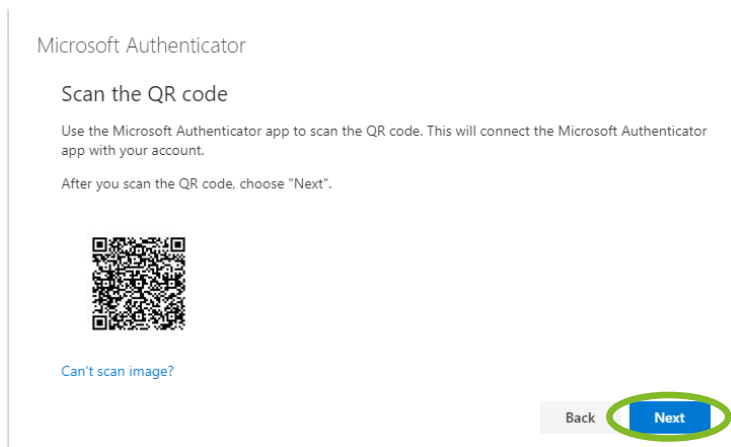 Microsoft Authenticator
Scan the QR code
Use the Microsoft Authenticator app to scan the QR code. This will connect the Microsoft Authenticator
app with your account.
After you scan the QR code, choose "Next".
Can't scan image?
Back Next